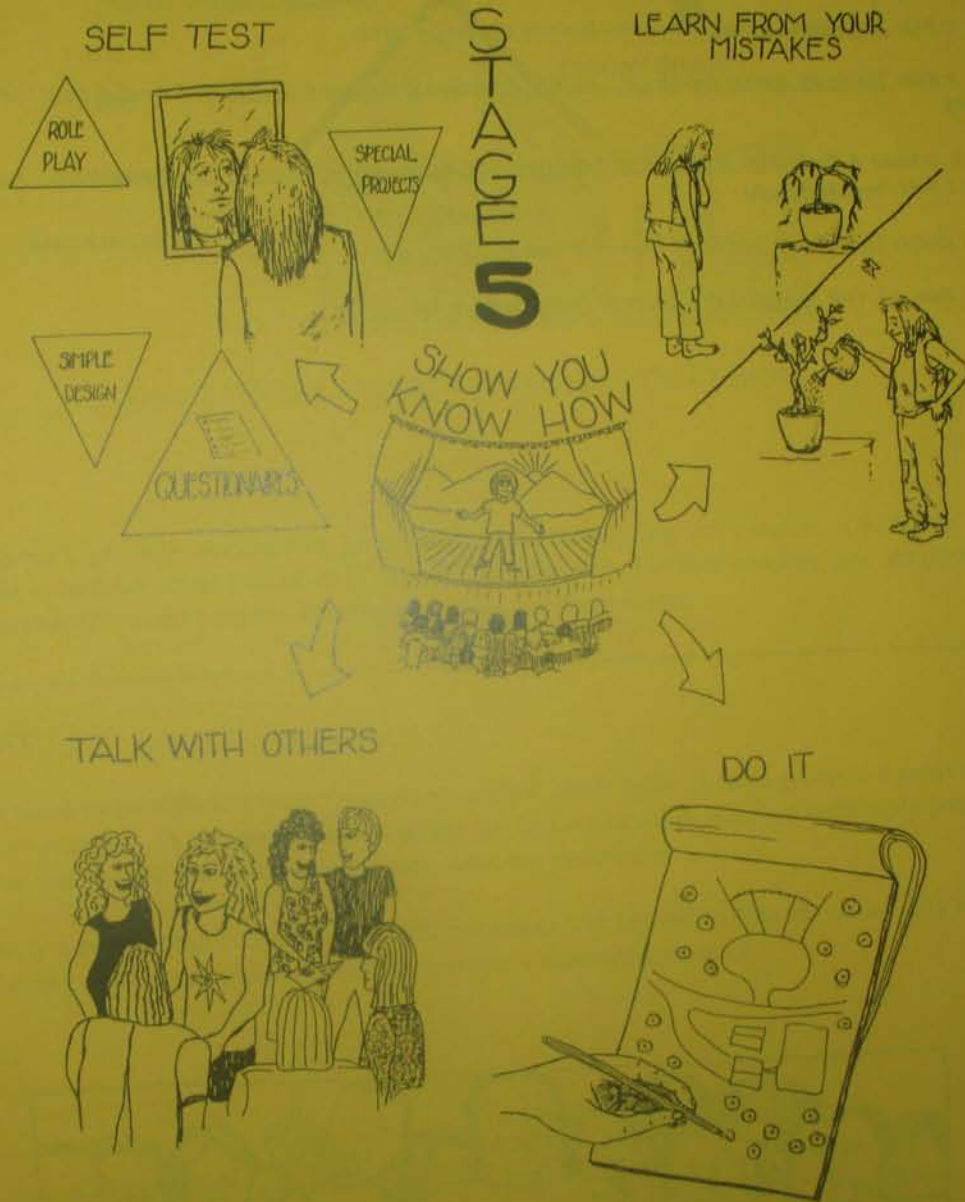 SELF TEST
ROLE
PLAY
SPECIAL
PROJECTS
SIMPLE
DESIGN
QUESTIONAIRES
STAGE
5
SHOW YOU
KNOW HOW
LEARN FROM YOUR
MISTAKES
TALK WITH OTHERS
DO IT